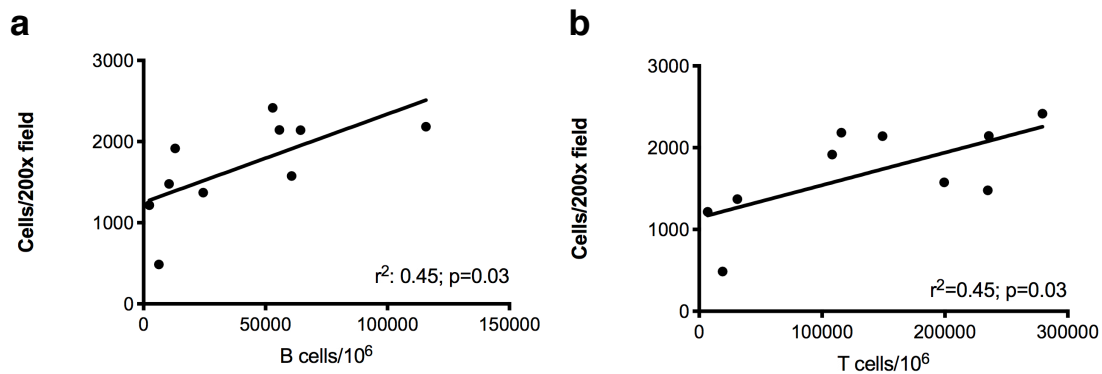 a
3000
2000
1000
0
Cells/200x field
0 50000 100000 150000
r²: 0.45; p=0.03
B cells/10⁶
b
3000
2000
1000
0
Cells/200x field
0 100000 200000 300000
r²=0.45; p=0.03
T cells/10⁶